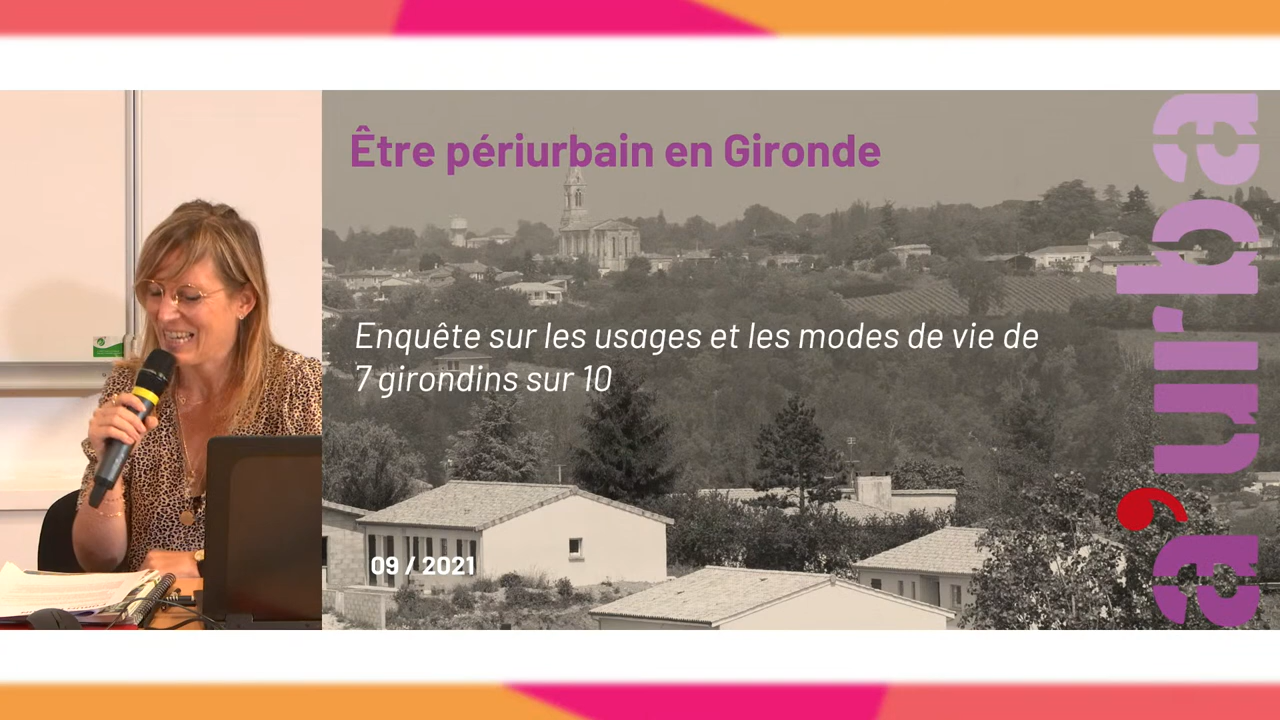 Être périurbain en Gironde
Enquête sur les usages et les modes de vie de
7 girondins sur 10
09 / 2021
a'urba